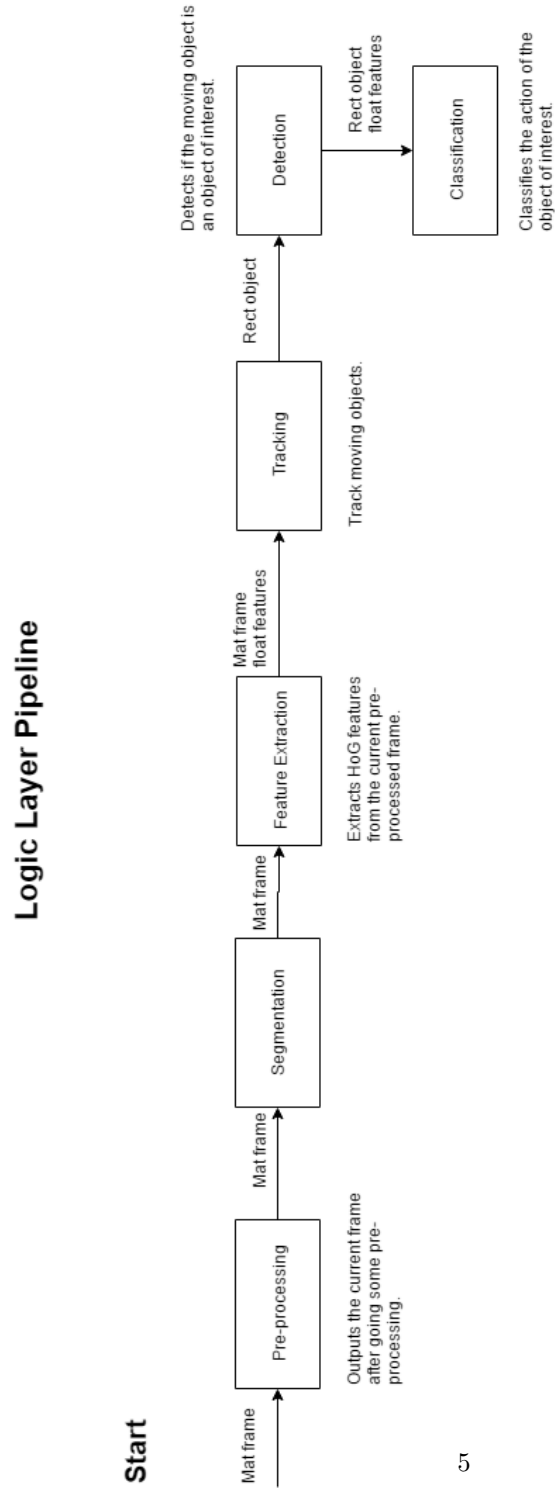 Logic Layer Pipeline
Start
Mat frame
Pre-processing
Outputs the current frame
after going some pre-
processing.
Mat frame
Segmentation
Mat frame
Feature Extraction
Extracts HoG features
from the current pre-
processed frame.
Mat frame
float features
Tracking
Track moving objects.
Rect object
Detects if the moving object is
an object of interest.
Detection
Rect object
float features
Classification
Classifies the action of the
object of interest.
5